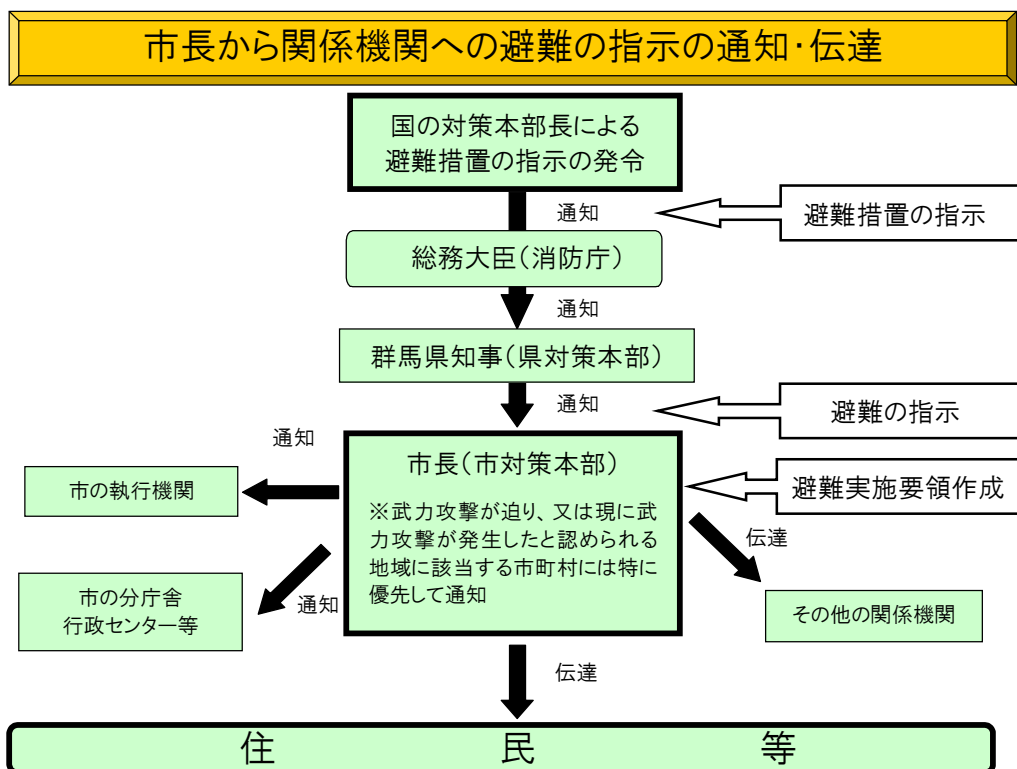 市長から関係機関への避難の指示の通知・伝達
国の対策本部長による
避難措置の指示の発令
通知
避難措置の指示
総務大臣(消防庁)
通知
群馬県知事(県対策本部)
通知
避難の指示
通知
市長(市対策本部)
市の執行機関
避難実施要領作成
※武力攻撃が迫り、又は現に武
力攻撃が発生したと認められる
地域に該当する市町村には特に
優先して通知
伝達
市の分庁舎
行政センター等
通知
その他の関係機関
伝達
住 民 等